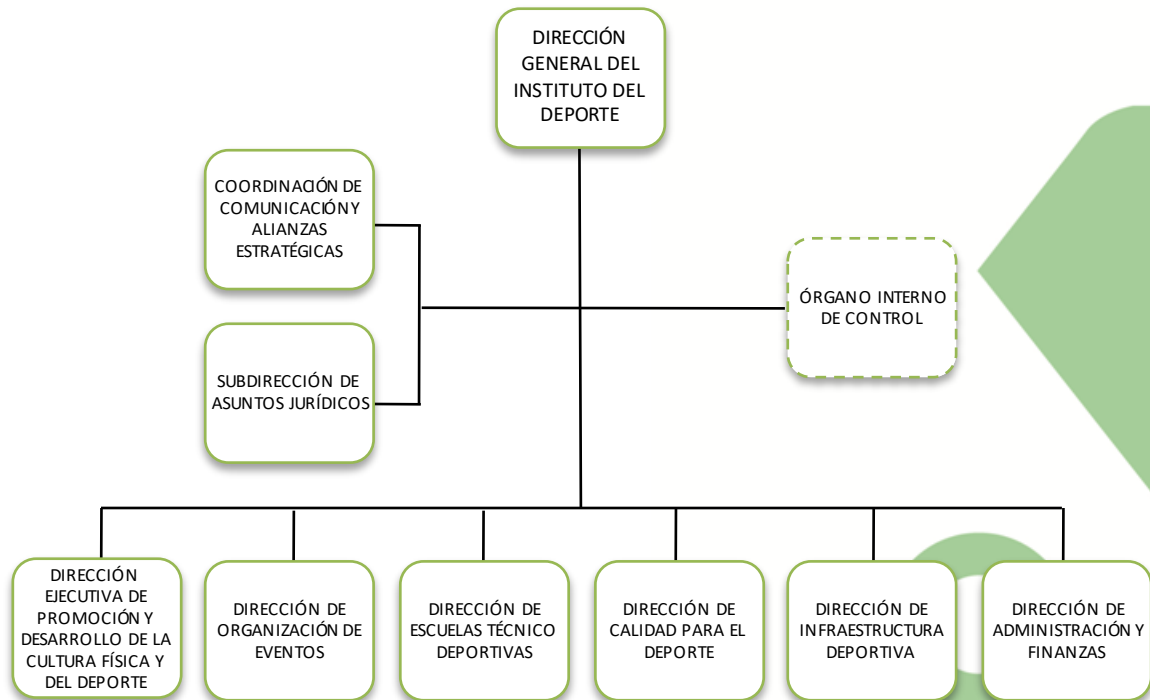 DIRECCIÓN
GENERAL DEL
INSTITUTO DEL
DEPORTE
COORDINACIÓN DE
COMUNICACIÓN Y
ALIANZAS
ESTRATÉGICAS
ÓRGANO INTERNO
DE CONTROL
SUBDIRECCIÓN DE
ASUNTOS JURÍDICOS
DIRECCIÓN
EJECUTIVA DE
PROMOCIÓN Y
DESARROLLO DE LA
CULTURA FÍSICA Y
DEL DEPORTE
DIRECCIÓN DE
ORGANIZACIÓN DE
EVENTOS
DIRECCIÓN DE
ESCUELAS TÉCNICO
DEPORTIVAS
DIRECCIÓN DE
CALIDAD PARA EL
DEPORTE
DIRECCIÓN DE
INFRAESTRUCTURA
DEPORTIVA
DIRECCIÓN DE
ADMINISTRACIÓN Y
FINANZAS